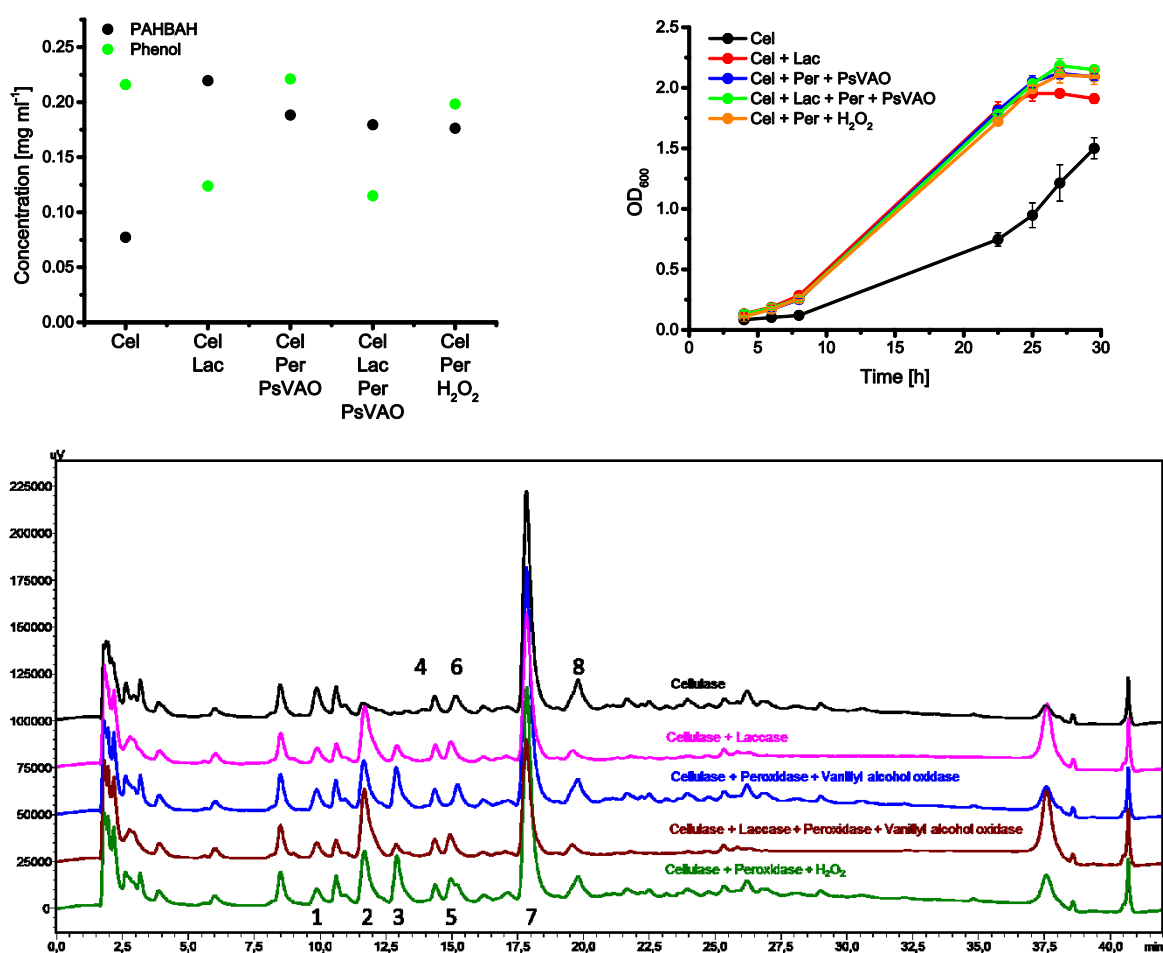 PAHBAH
Phenol
Concentration [mg ml⁻¹]
0.25
0.20
0.15
0.10
0.05
0.00
Cel
Cel
Lac
Cel
Per
PsVAO
Cel
Lac
Per
PsVAO
Cel
Per
H₂O₂
Cel
Cel + Lac
Cel + Per + PsVAO
Cel + Lac + Per + PsVAO
Cel + Per + H₂O₂
OD₆₀₀
2.5
2.0
1.5
1.0
0.5
0.0
0 5 10 15 20 25 30
Time [h]
uV
225000
200000
175000
150000
125000
100000
75000
50000
25000
0
4 6 8
Cellulase
Cellulase + Laccase
Cellulase + Peroxidase + Vanillyl alcohol oxidase
Cellulase + Laccase + Peroxidase + Vanillyl alcohol oxidase
Cellulase + Peroxidase + H₂O₂
1 2 3 5 7
0,0 2,5 5,0 7,5 10,0 12,5 15,0 17,5 20,0 22,5 25,0 27,5 30,0 32,5 35,0 37,5 40,0 min